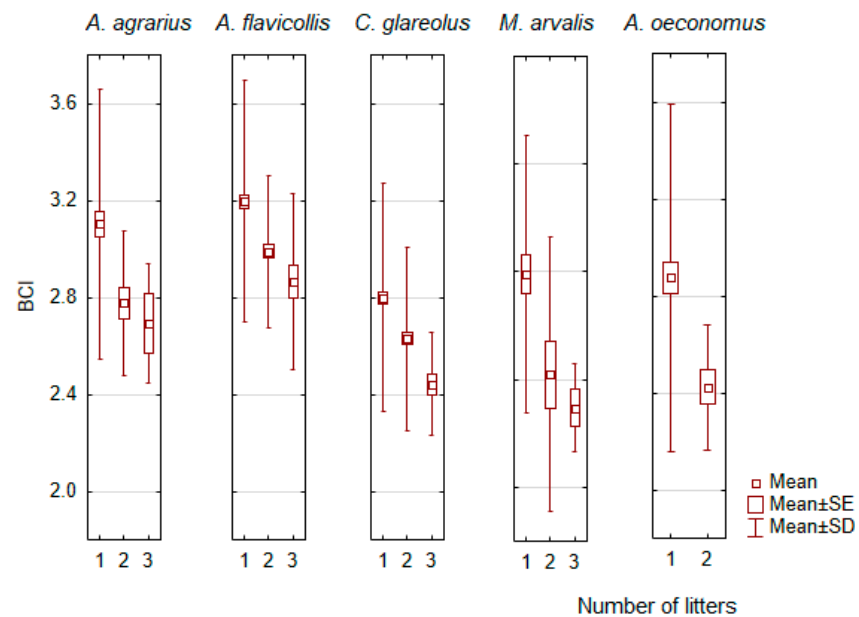 A. agrarius A. flavicollis C. glareolus M. arvalis A. oeconomus
3.6
3.2
2.8
2.4
2.0
BCI
1 2 3 1 2 3 1 2 3 1 2 3 1 2
Mean
Mean±SE
Mean±SD
Number of litters